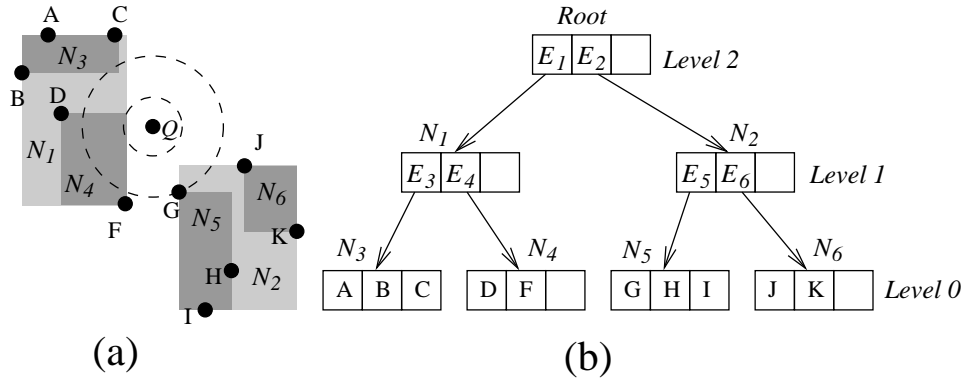 A C
N3
B
D
Q
N1
N4
J
F
G
N5
N6
K
H
N2
I
(a)
Root
E1 E2
Level 2
N1 N2
E3 E4 E5 E6
Level 1
N3 N4 N5 N6
A B C D F G H I J K
Level 0
(b)